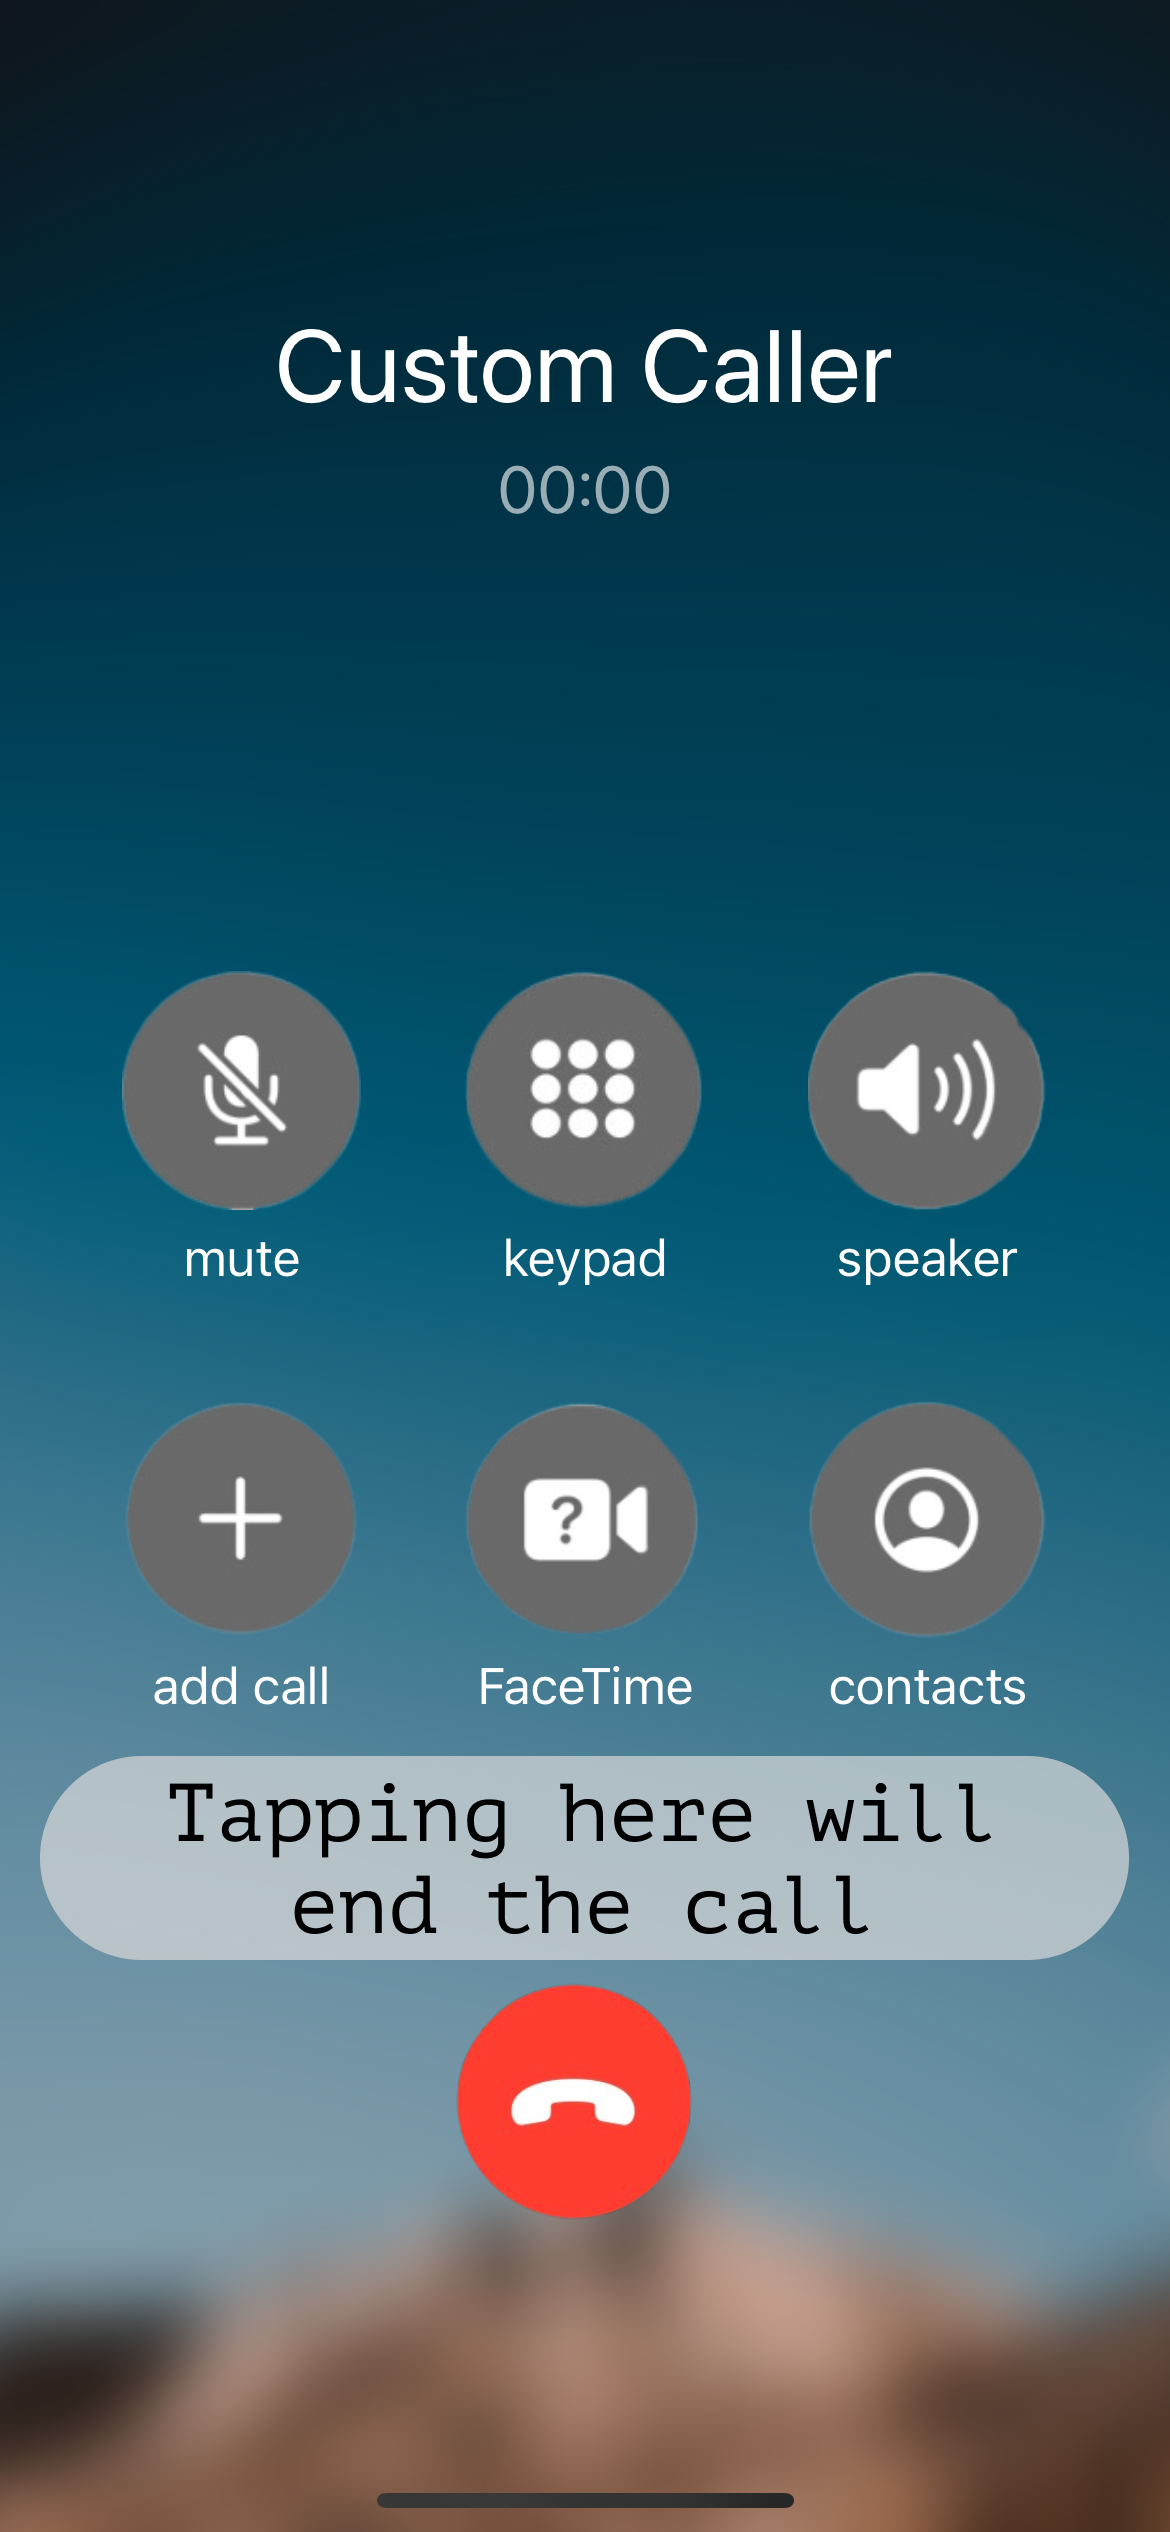 Custom Caller
00:00
mute keypad speaker
?
add call FaceTime contacts
Tapping here will
end the call